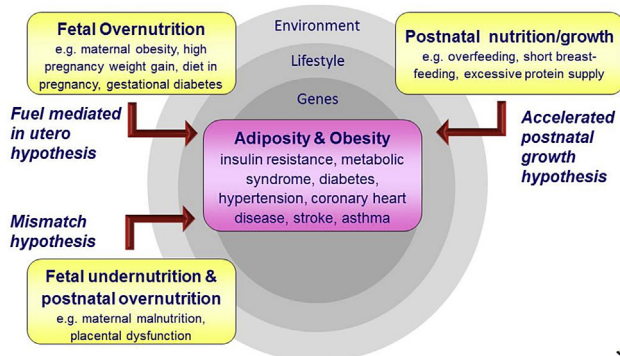 Fetal Overnutrition
e.g. maternal obesity, high
pregnancy weight gain, diet in
pregnancy, gestational diabetes
Environment
Lifestyle
Genes
Postnatal nutrition/growth
e.g. overfeeding, short breast-
feeding, excessive protein supply
Fuel mediated
in utero
hypothesis
Adiposity & Obesity
insulin resistance, metabolic
syndrome, diabetes,
hypertension, coronary heart
disease, stroke, asthma
Accelerated
postnatal
growth
hypothesis
Mismatch
hypothesis
Fetal undernutrition &
postnatal overnutrition
e.g. maternal malnutrition,
placental dysfunction